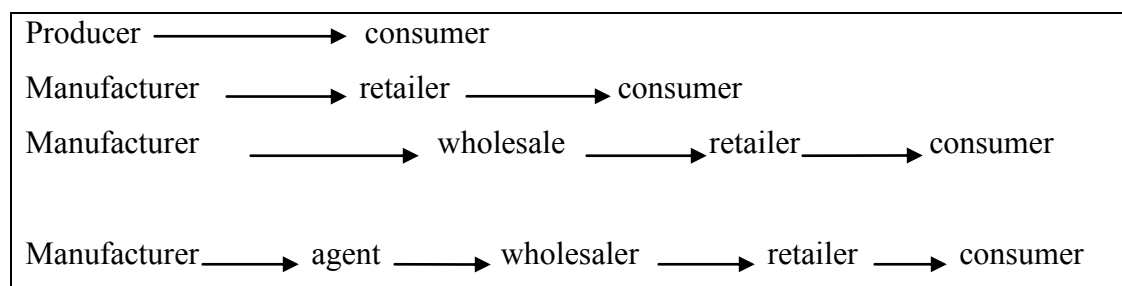 Producer consumer
Manufacturer retailer consumer
Manufacturer wholesale retailer consumer
Manufacturer agent wholesaler retailer consumer